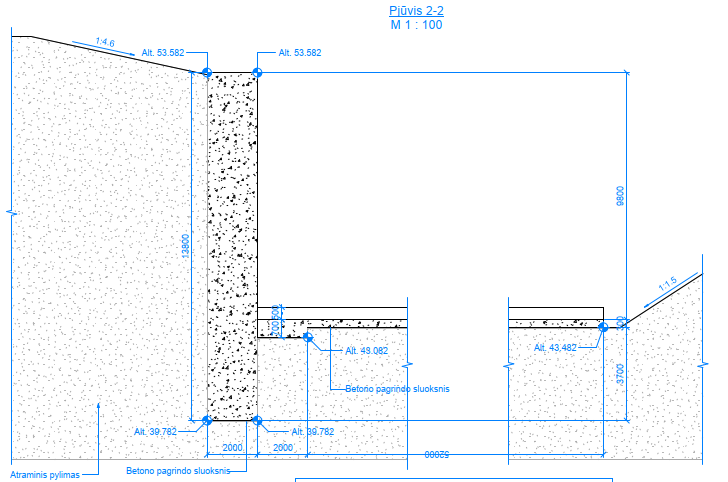 Pjūvis 2-2
M 1 : 100
1:4.6
Alt. 53.582
Alt. 53.582
9800
13800
1:1.5
500
700
Alt. 43.082
Alt. 43.482
3700
Betono pagrindo sluoksnis
Alt. 39.782
Alt. 39.782
2000
2000
Betono pagrindo sluoksnis
Atraminis pylimas